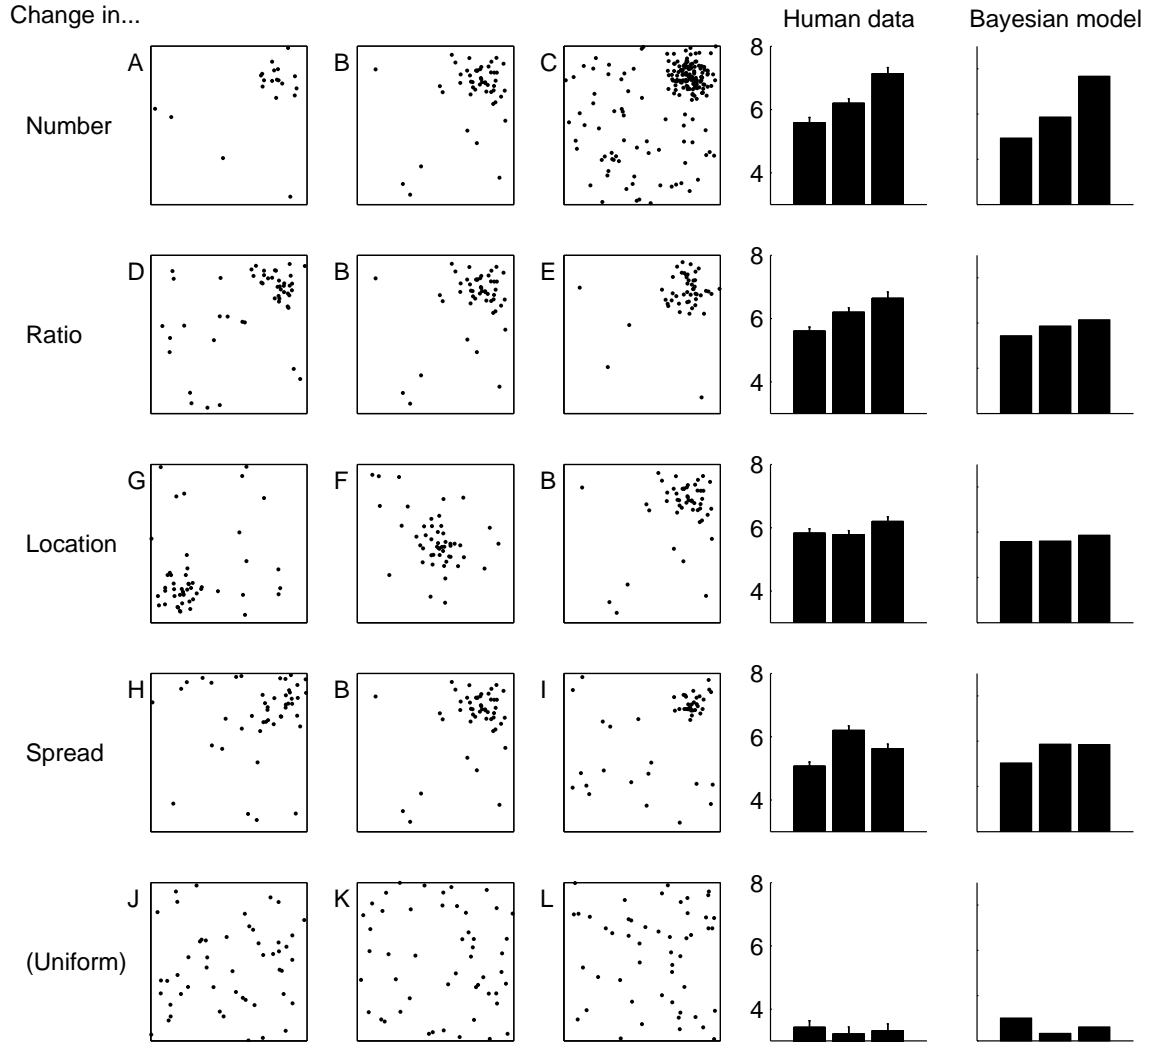 Change in...
Human data Bayesian model
Number A B C 8 6 4
Ratio D B E 8 6 4
Location G F B 8 6 4
Spread H B I 8 6 4
(Uniform) J K L 8 6 4